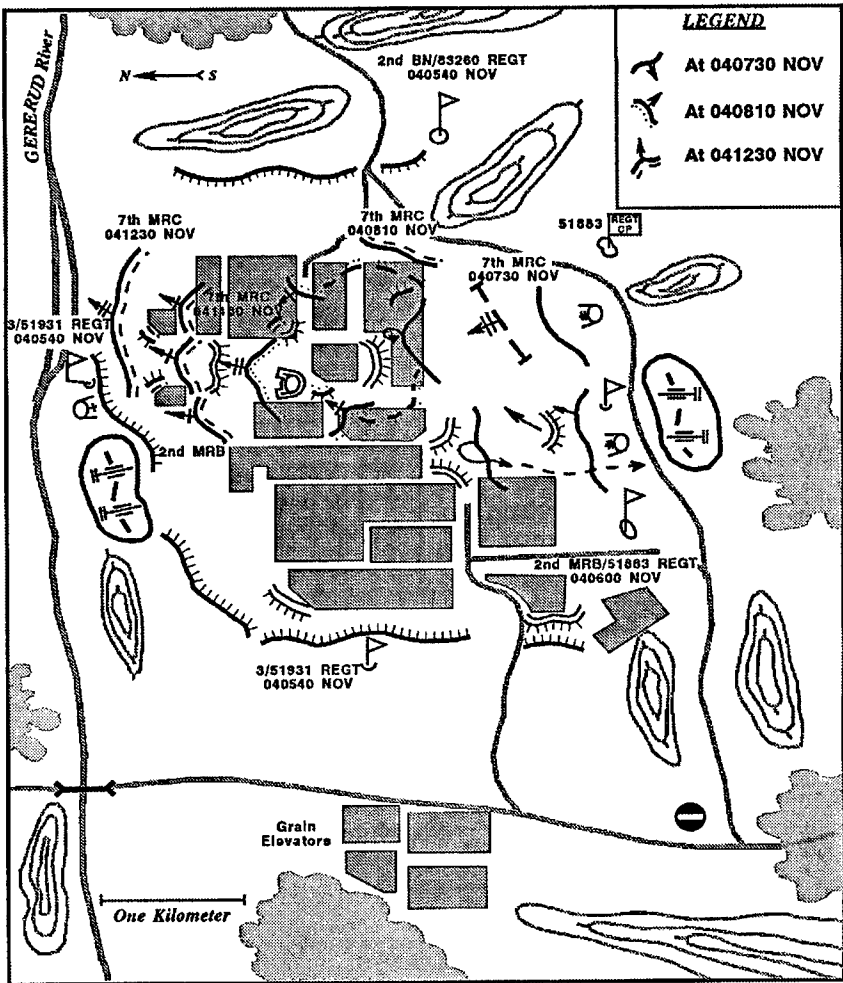 LEGEND
At 040730 NOV
At 040810 NOV
At 041230 NOV
2nd BN/83260 REGT
040540 NOV
N
S
GERERUD River
51883
REGT
CP
7th MRC
041230 NOV
7th MRC
040810 NOV
7th MRC
040730 NOV
7th MRC
3/51931 REGT
040540 NOV
2nd MRB
2nd MRB/51883 REGT
040600 NOV
3/51931 REGT
040540 NOV
Grain
Elevators
One Kilometer